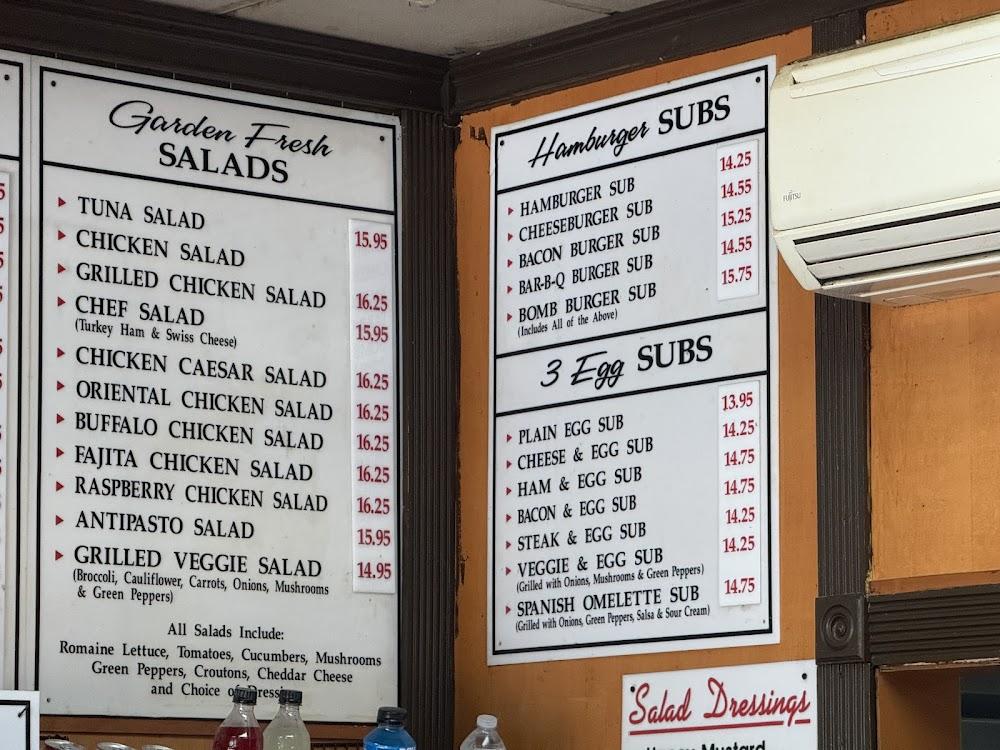 Garden Fresh
SALADS
TUNA SALAD 15.95
CHICKEN SALAD
GRILLED CHICKEN SALAD 16.25
CHEF SALAD 15.95
(Turkey Ham & Swiss Cheese)
CHICKEN CAESAR SALAD 16.25
ORIENTAL CHICKEN SALAD 16.25
BUFFALO CHICKEN SALAD 16.25
FAJITA CHICKEN SALAD 16.25
RASPBERRY CHICKEN SALAD 16.25
ANTIPASTO SALAD 15.95
GRILLED VEGGIE SALAD 14.95
(Broccoli, Cauliflower, Carrots, Onions, Mushrooms
& Green Peppers)
All Salads Include:
Romaine Lettuce, Tomatoes, Cucumbers, Mushrooms
Green Peppers, Croutons, Cheddar Cheese
and Choice of
Hamburger SUBS
HAMBURGER SUB 14.25
CHEESEBURGER SUB 14.55
BACON BURGER SUB 15.25
BAR-B-Q BURGER SUB 14.55
BOMB BURGER SUB 15.75
(Includes All of the Above)
3 Egg SUBS
PLAIN EGG SUB 13.95
CHEESE & EGG SUB 14.25
HAM & EGG SUB 14.75
BACON & EGG SUB 14.75
STEAK & EGG SUB 14.25
VEGGIE & EGG SUB 14.25
(Grilled with Onions, Mushrooms & Green Peppers)
SPANISH OMELETTE SUB 14.75
(Grilled with Onions, Green Peppers, Salsa & Sour Cream)
FUJITSU
Salad Dressings
Honey Mustard